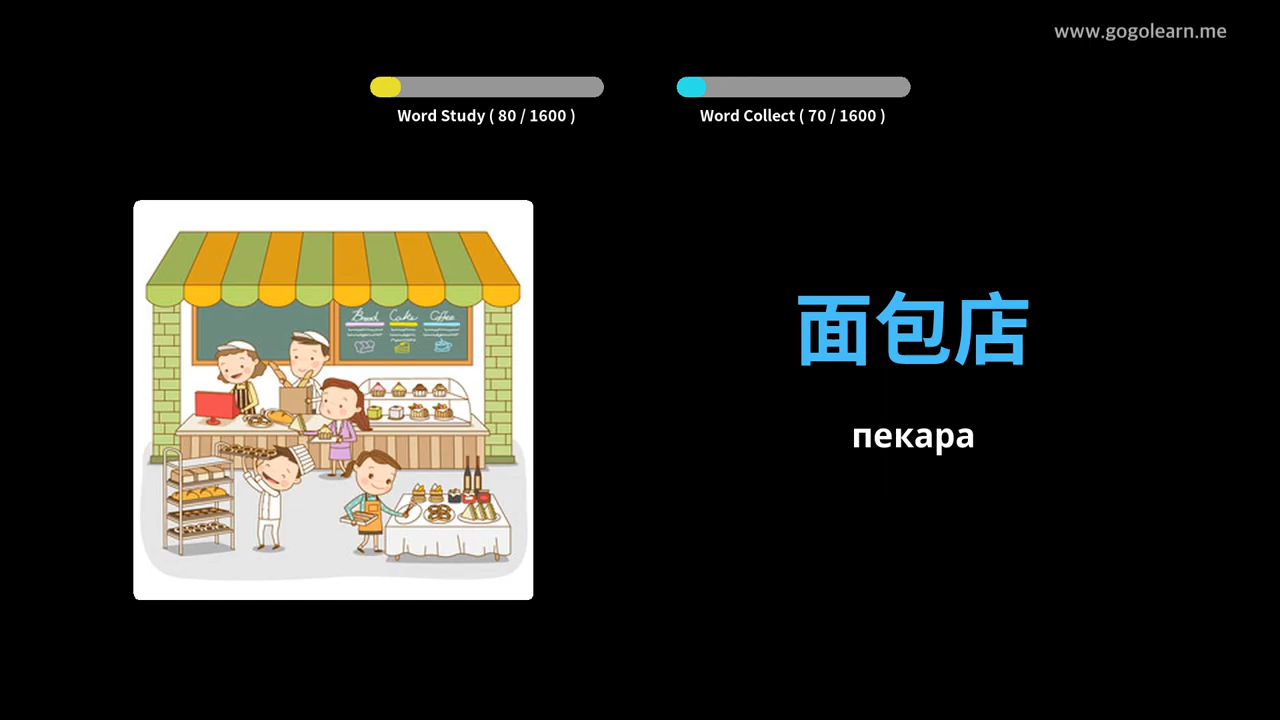 www.gogolearn.me
Word Study ( 80 / 1600 )
Word Collect ( 70 / 1600 )
Bread Cake Coffee
面包店
пекара